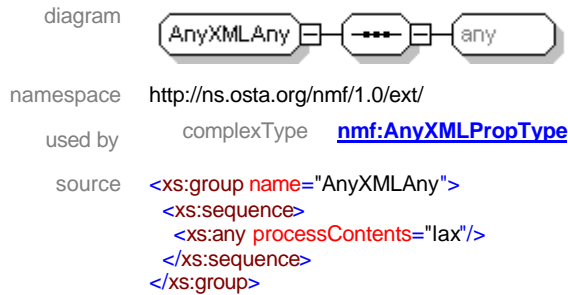 diagram
AnyXMLAny any
namespace http://ns.osta.org/nmf/1.0/ext/
used by complexType nmf:AnyXMLPropType
source <xs:group name="AnyXMLAny">
<xs:sequence>
<xs:any processContents="lax"/>
</xs:sequence>
</xs:group>